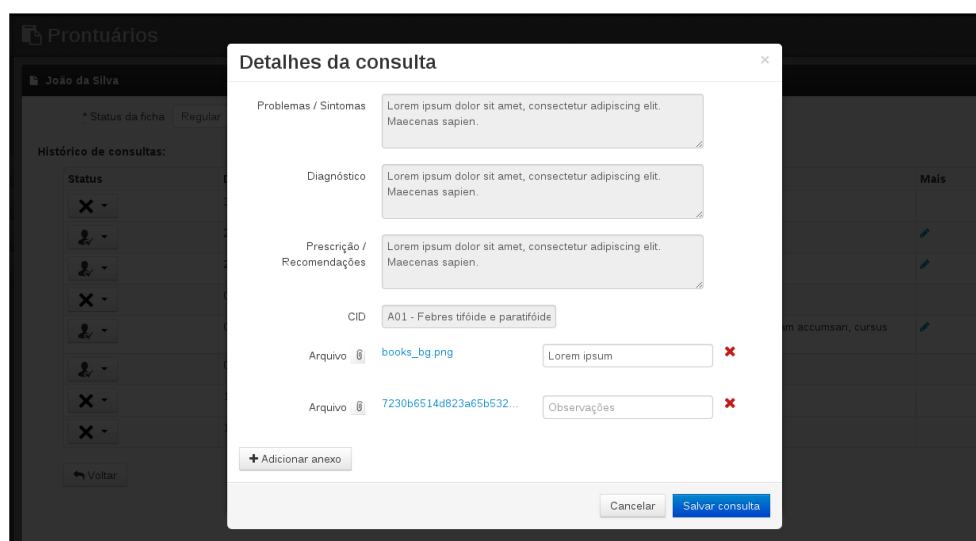 Prontuários
João da Silva
* Status da ficha Regular
Histórico de consultas:
Status Mais
Detalhes da consulta ×
Problemas / Sintomas
Lorem ipsum dolor sit amet, consectetur adipiscing elit.
Maecenas sapien.
Diagnóstico
Lorem ipsum dolor sit amet, consectetur adipiscing elit.
Maecenas sapien.
Prescrição /
Recomendações
Lorem ipsum dolor sit amet, consectetur adipiscing elit.
Maecenas sapien.
CID A01 - Febres tifóide e paratifóide
Arquivo books_bg.png Lorem ipsum
accumsan, cursus
Arquivo 7230b6514d823a65b532... Observações
Adicionar anexo
Voltar
Cancelar Salvar consulta